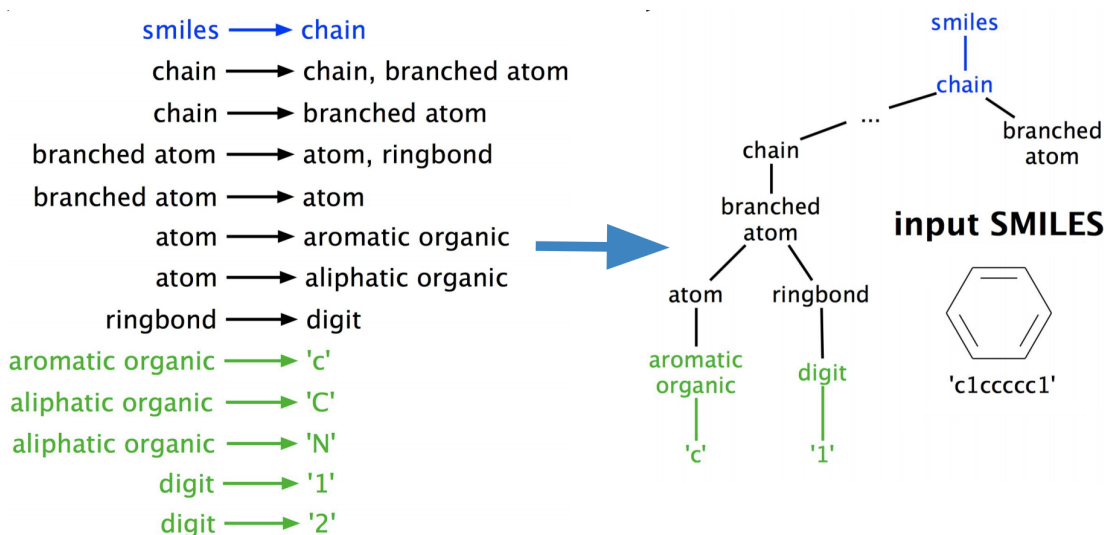 smiles → chain
chain → chain, branched atom
chain → branched atom
branched atom → atom, ringbond
branched atom → atom
atom → aromatic organic
atom → aliphatic organic
ringbond → digit
aromatic organic → 'c'
aliphatic organic → 'C'
aliphatic organic → 'N'
digit → '1'
digit → '2'
smiles
chain
...
branched
atom
chain
branched
atom
atom ringbond
aromatic
organic
digit
'c' '1'
input SMILES
'c1ccccc1'